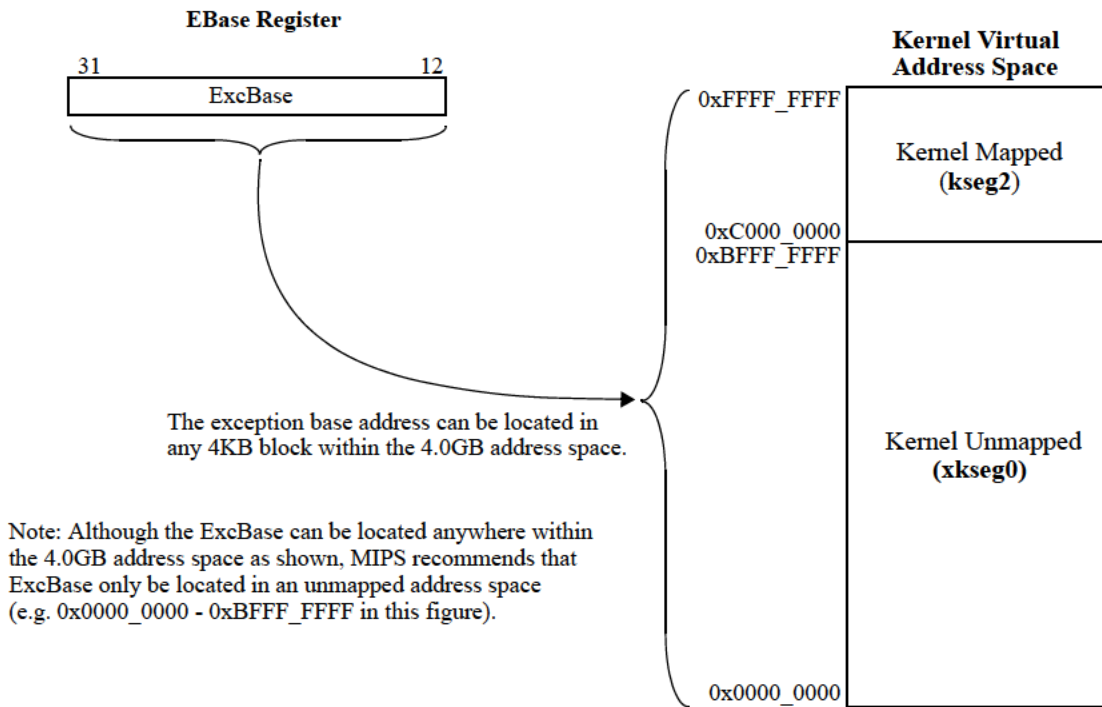 EBase Register
31 12
ExcBase
Kernel Virtual
Address Space
0xFFFF_FFFF
Kernel Mapped
(kseg2)
0xC000_0000
0xBFFF_FFFF
The exception base address can be located in
any 4KB block within the 4.0GB address space.
Kernel Unmapped
(xkseg0)
Note: Although the ExcBase can be located anywhere within
the 4.0GB address space as shown, MIPS recommends that
ExcBase only be located in an unmapped address space
(e.g. 0x0000_0000 - 0xBFFF_FFFF in this figure).
0x0000_0000